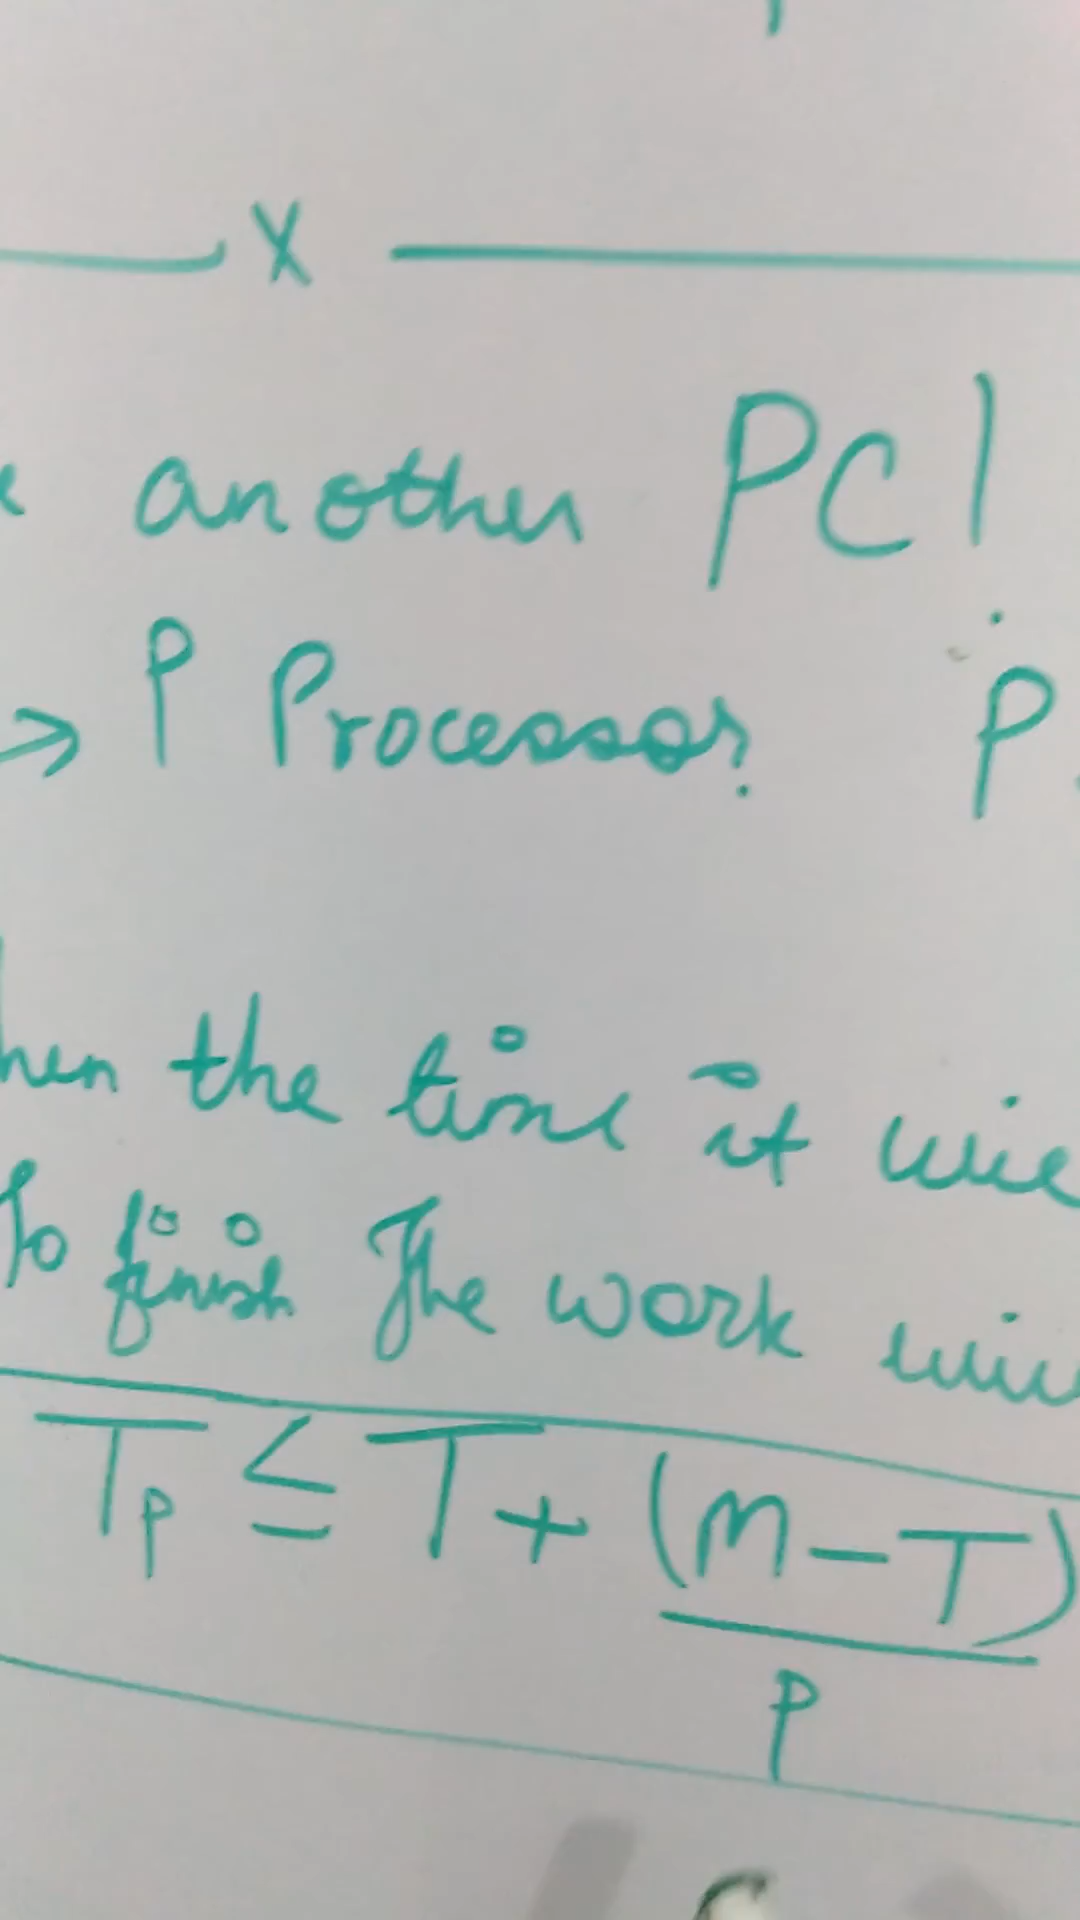 X
another PC!
→ P Processor. P
the time it
To finish The work
Tp ≤ T + (m-T)
P